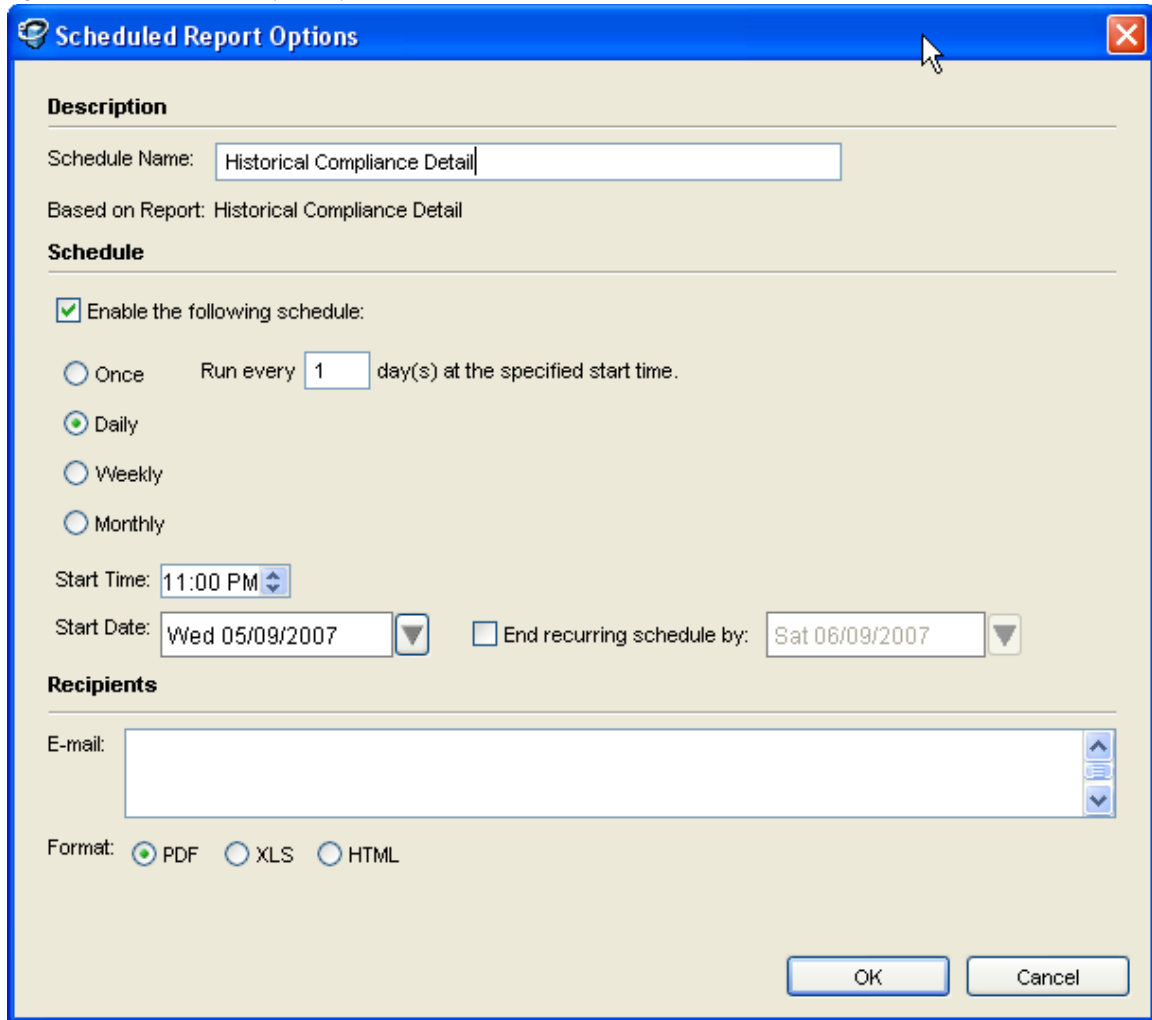 Scheduled Report Options
Description
Schedule Name: Historical Compliance Detail
Based on Report: Historical Compliance Detail
Schedule
Enable the following schedule:
Once Run every 1 day(s) at the specified start time.
Daily
Weekly
Monthly
Start Time: 11:00 PM
Start Date: Wed 05/09/2007 End recurring schedule by: Sat 06/09/2007
Recipients
E-mail:
Format: PDF XLS HTML
OK Cancel